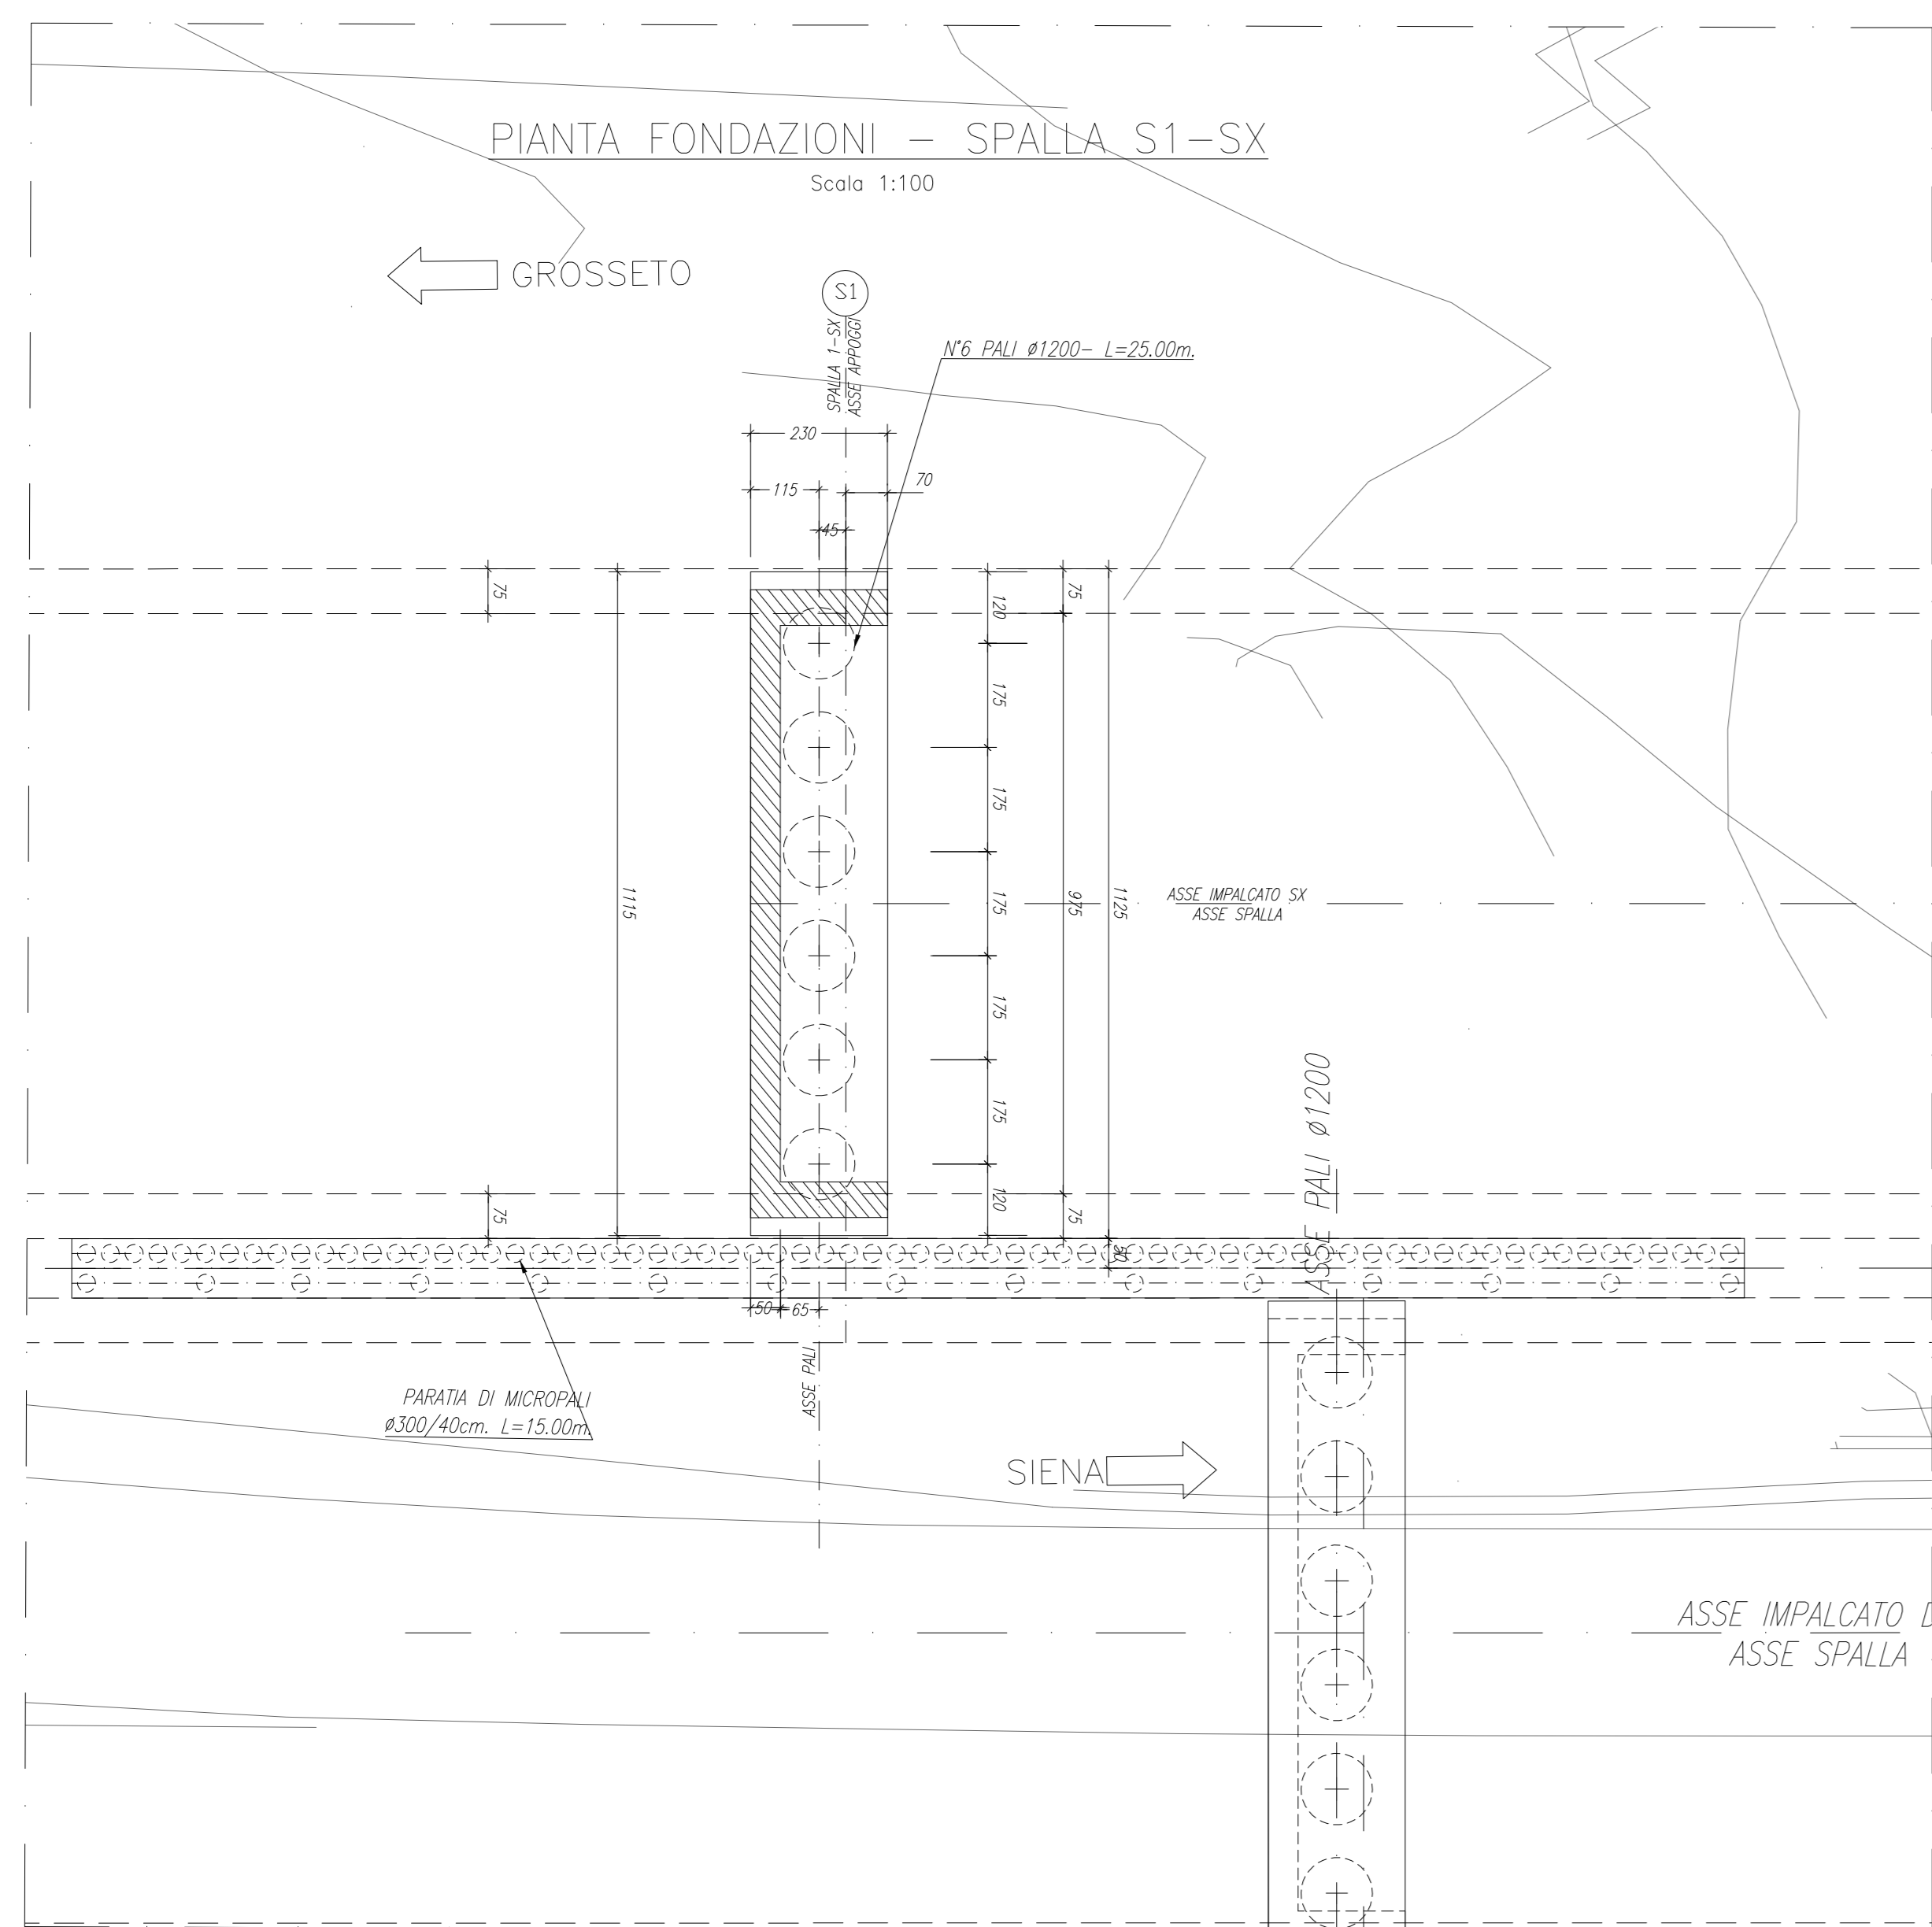 PIANTA FONDAZIONI – SPALLA S1–SX
Scala 1:100
GROSSETO
S1
SPALLA 1–SX
ASSE APPOGGI
N°6 PALI ø1200– L=25.00m.
230
115
70
45
75
75
120
175
175
175
175
175
120
1115
975
1125
75
75
50
ASSE IMPALCATO SX
ASSE SPALLA
ASSE PALI ø1200
50
65
ASSE PALI
PARATIA DI MICROPALI
ø300/40cm. L=15.00m.
SIENA
ASSE IMPALCATO
ASSE SPALLA